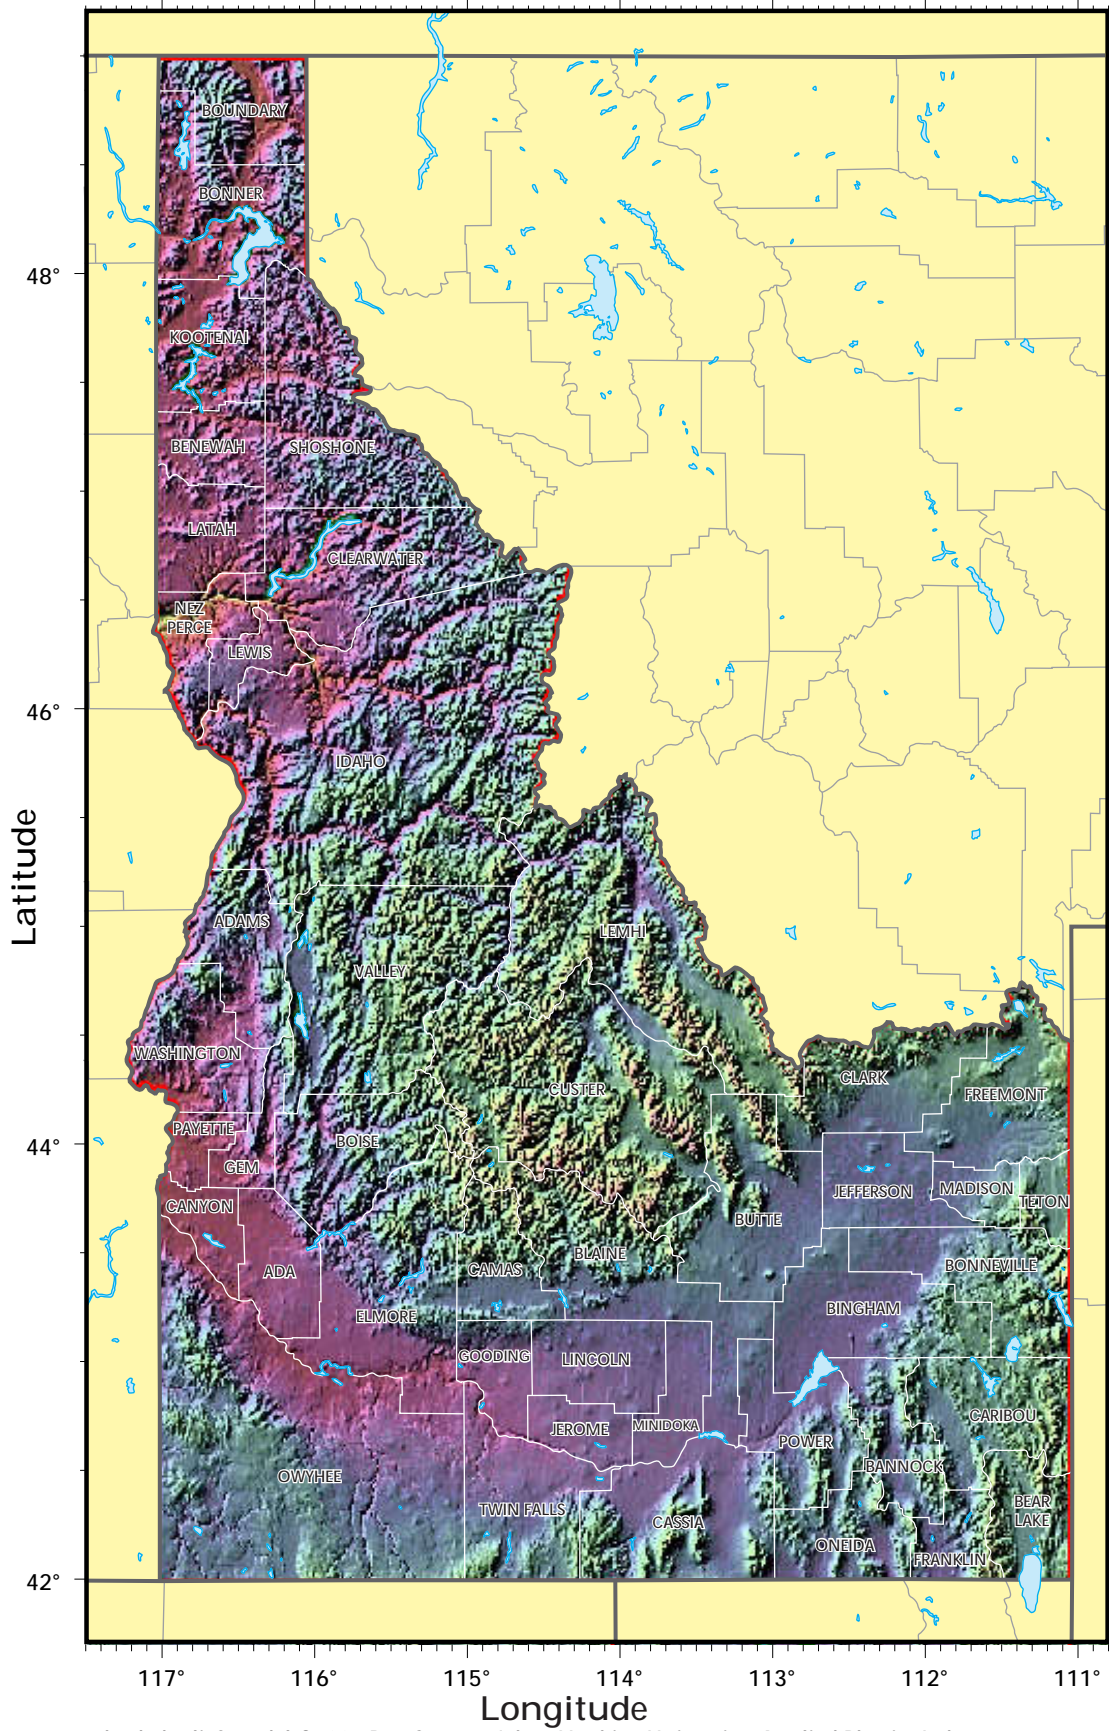 BOUNDARY
BONNER
48°
KOOTENAI
BENEWAH
SHOSHONE
LATAH
CLEARWATER
NEZ
PERCE
LEWIS
46°
IDAHO
Latitude
ADAMS
LEMHI
VALLEY
WASHINGTON
CUSTER
CLARK
FREEMONT
PAYETTE
44°
BOISE
GEM
CANYON
JEFFERSON
MADISON
TETON
BUTTE
ADA
CAMAS
BLAINE
BONNEVILLE
ELMORE
BINGHAM
GOODING
LINCOLN
JEROME
MINIDOKA
CARIBOU
POWER
BANNOCK
OWYHEE
TWIN FALLS
CASSIA
BEAR
LAKE
ONEIDA
FRANKLIN
42°
117° 116° 115° 114° 113° 112° 111°
Longitude